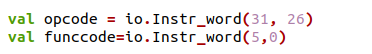 val opcode = io.Instr_word(31, 26)
val funccode=io.Instr_word(5,0)